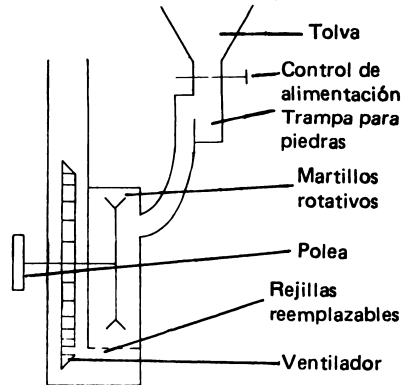 Tolva
Control de
alimentación
Trampa para
piedras
Martillos
rotativos
Polea
Rejillas
reemplazables
Ventilador